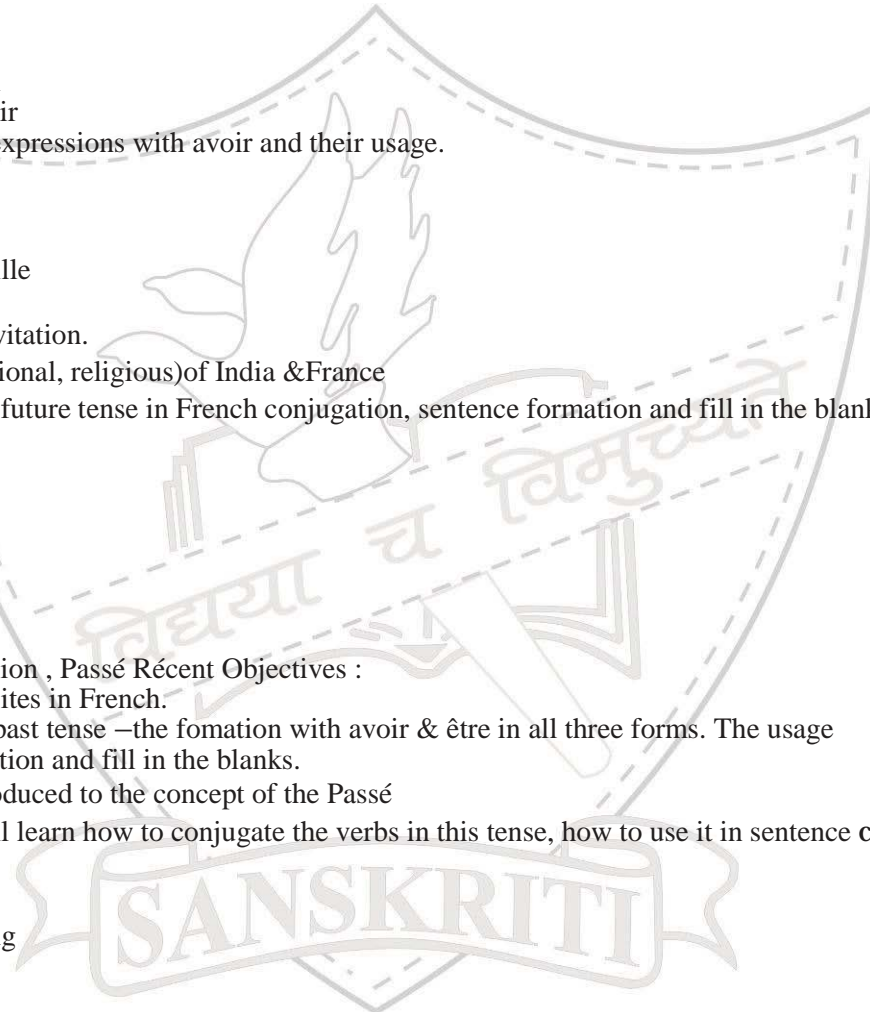 ir
expressions with avoir and their usage.
lle
vitation.
ional, religious)of India &France
future tense in French conjugation, sentence formation and fill in the blank
विद्यया च विमुच्यते
ion , Passé Récent Objectives :
ites in French.
past tense –the fomation with avoir & être in all three forms. The usage
tion and fill in the blanks.
oduced to the concept of the Passé
ll learn how to conjugate the verbs in this tense, how to use it in sentence c
SANSKRITI
g